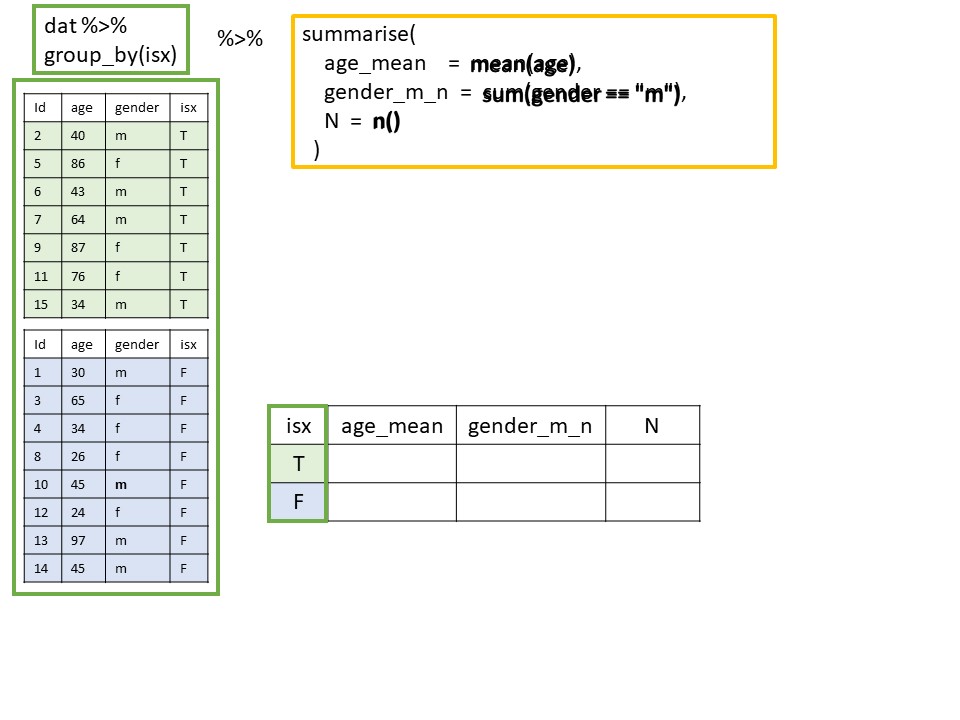 dat %>%
group_by(isx)
%>%
summarise(
age_mean = mean(age),
gender_m_n = sum(gender == "m"),
N = n()
)
Id age gender isx
2 40 m T
5 86 f T
6 43 m T
7 64 m T
9 87 f T
11 76 f T
15 34 m T
Id age gender isx
1 30 m F
3 65 f F
4 34 f F
8 26 f F
10 45 m F
12 24 f F
13 97 m F
14 45 m F
isx age_mean gender_m_n N
T
F